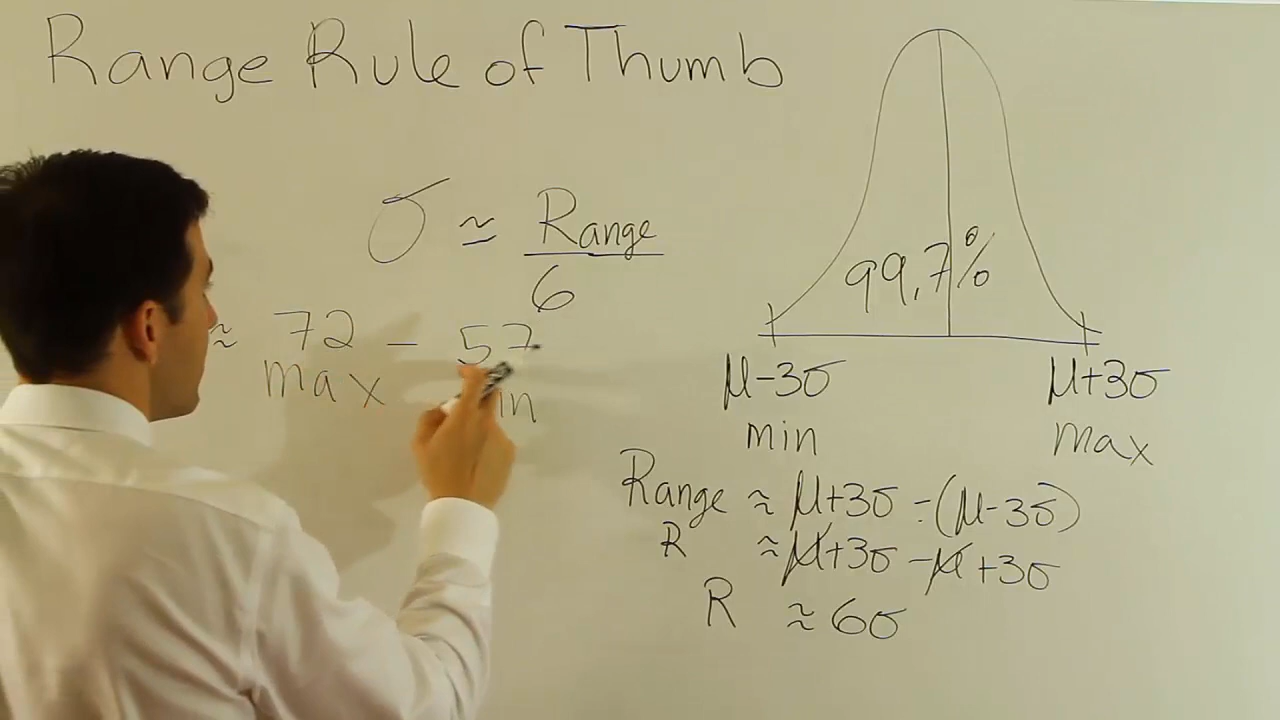 Range Rule of Thumb
σ ≃ Range
6
≈ 72 - 57
max
99,7%
μ-3σ μ+3σ
min max
Range ≈ μ+3σ -(μ-3σ)
R ≈ μ+3σ -μ +3σ
R ≈ 6σ